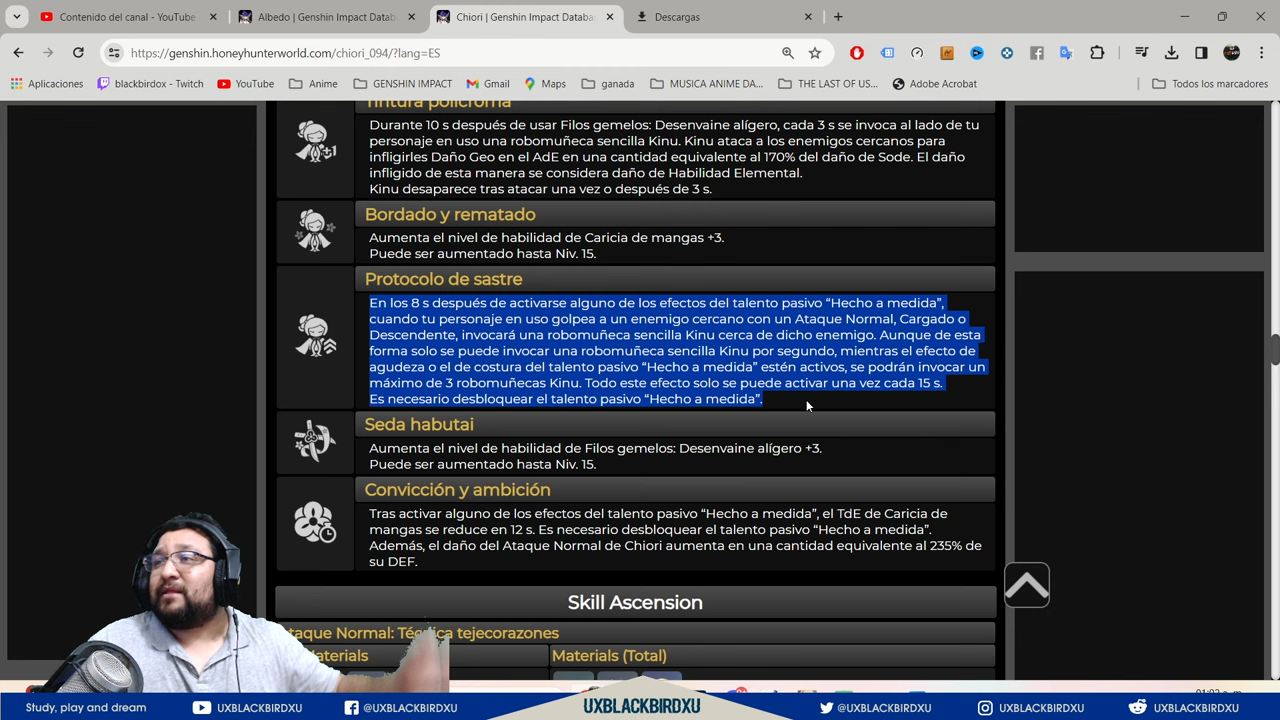 Contenido del canal - YouTube
Albedo | Genshin Impact Datab
Chiori | Genshin Impact Databas
Descargas
https://genshin.honeyhunterworld.com/chiori_094/?lang=ES
Aplicaciones
blackbirdox - Twitch
YouTube
Anime
GENSHIN IMPACT
Gmail
Maps
ganada
MUSICA ANIME DA...
THE LAST OF US...
Adobe Acrobat
Todos los marcadores
Tintura policroma
Durante 10 s después de usar Filos gemelos: Desenvaine alígero, cada 3 s se invoca al lado de tu
personaje en uso una robomuñeca sencilla Kinu. Kinu ataca a los enemigos cercanos para
infligirles Daño Geo en el AdE en una cantidad equivalente al 170% del daño de Sode. El daño
infligido de esta manera se considera daño de Habilidad Elemental.
Kinu desaparece tras atacar una vez o después de 3 s.
Bordado y rematado
Aumenta el nivel de habilidad de Caricia de mangas +3.
Puede ser aumentado hasta Niv. 15.
Protocolo de sastre
En los 8 s después de activarse alguno de los efectos del talento pasivo “Hecho a medida”,
cuando tu personaje en uso golpea a un enemigo cercano con un Ataque Normal, Cargado o
Descendente, invocará una robomuñeca sencilla Kinu cerca de dicho enemigo. Aunque de esta
forma solo se puede invocar una robomuñeca sencilla Kinu por segundo, mientras el efecto de
agudeza o el de costura del talento pasivo “Hecho a medida” estén activos, se podrán invocar un
máximo de 3 robomuñecas Kinu. Todo este efecto solo se puede activar una vez cada 15 s.
Es necesario desbloquear el talento pasivo “Hecho a medida”.
Seda habutai
Aumenta el nivel de habilidad de Filos gemelos: Desenvaine alígero +3.
Puede ser aumentado hasta Niv. 15.
Convicción y ambición
Tras activar alguno de los efectos del talento pasivo “Hecho a medida”, el TdE de Caricia de
mangas se reduce en 12 s. Es necesario desbloquear el talento pasivo “Hecho a medida”.
Además, el daño del Ataque Normal de Chiori aumenta en una cantidad equivalente al 235% de
su DEF.
Skill Ascension
taque Normal: Técnica tejecorazones
Materials
Materials (Total)
Study, play and dream
UXBLACKBIRDXU
@UXBLACKBIRDXU
UXBLACKBIRDXU
@UXBLACKBIRDXU
UXBLACKBIRDXU
UXBLACKBIRDXU